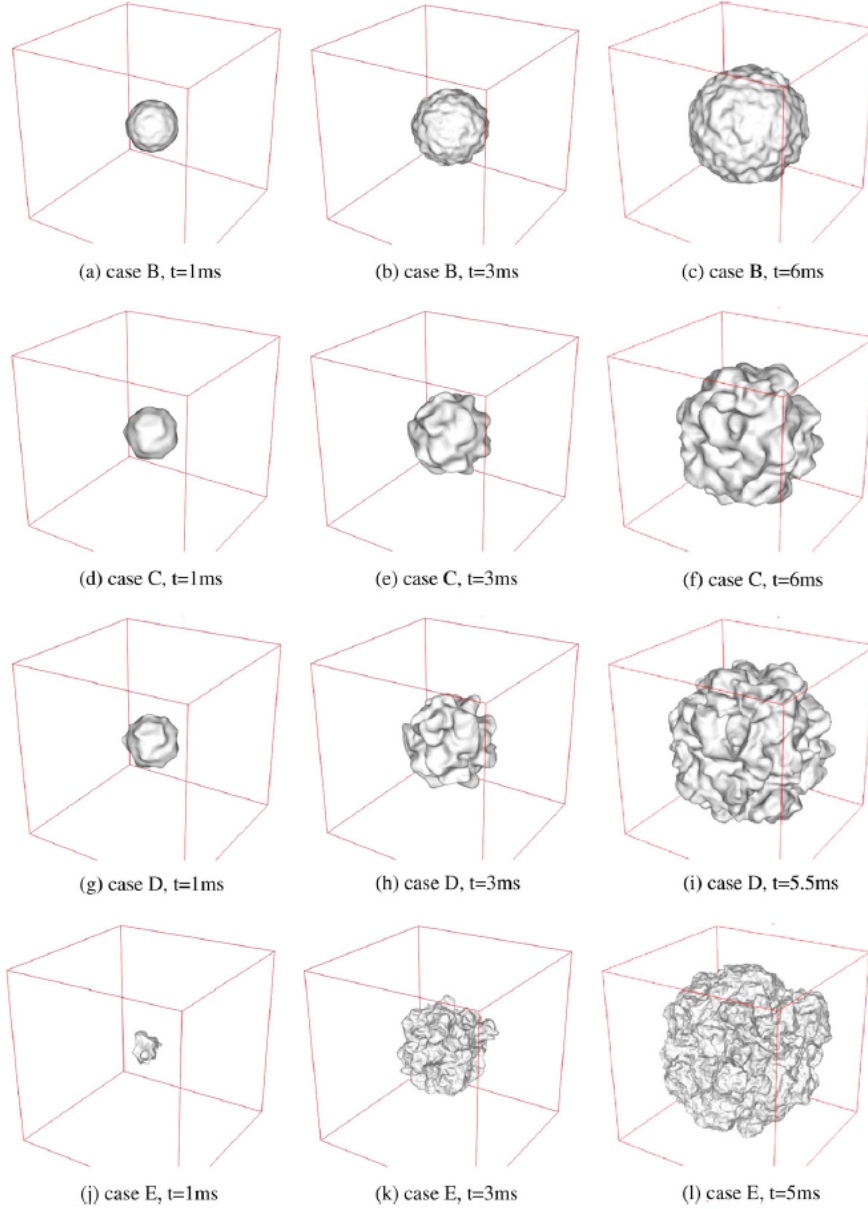 (a) case B, t=1ms
(b) case B, t=3ms
(c) case B, t=6ms
(d) case C, t=1ms
(e) case C, t=3ms
(f) case C, t=6ms
(g) case D, t=1ms
(h) case D, t=3ms
(i) case D, t=5.5ms
(j) case E, t=1ms
(k) case E, t=3ms
(l) case E, t=5ms